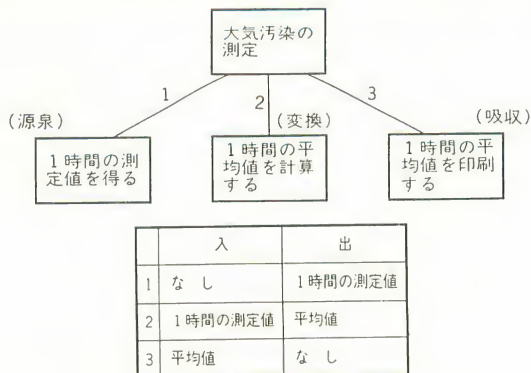 大気汚染の
測定
1
2
3
(源泉)
(変換)
(吸収)
1時間の測
定値を得る
1時間の平
均値を計算
する
1時間の平
均値を印刷
する
入 出
1 なし 1時間の測定値
2 1時間の測定値 平均値
3 平均値 なし